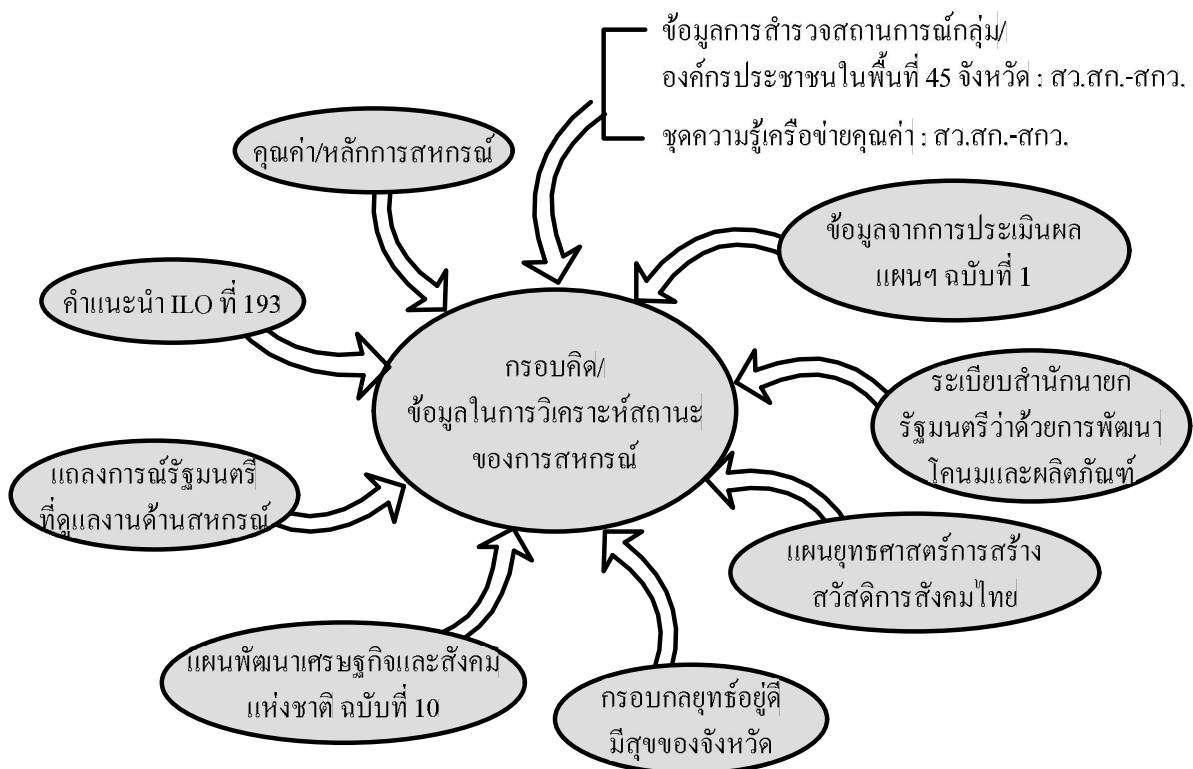 ข้อมูลการสำรวจสถานการณ์กลุ่ม/
องค์กรประชาชนในพื้นที่ 45 จังหวัด : สว.สก.-สกว.
ชุดความรู้เครือข่ายคุณค่า : สว.สก.-สกว.
คุณค่า/หลักการสหกรณ์
ข้อมูลจากการประเมินผล
แผนฯ ฉบับที่ 1
คำแนะนำ ILO ที่ 193
กรอบคิด/
ข้อมูลในการวิเคราะห์สถานะ
ของการสหกรณ์
ระเบียบสำนักนายก
รัฐมนตรีว่าด้วยการพัฒนา
โคนมและผลิตภัณฑ์
แถลงการณ์รัฐมนตรี
ที่ดูแลงานด้านสหกรณ์
แผนยุทธศาสตร์การสร้าง
สวัสดิการสังคมไทย
แผนพัฒนาเศรษฐกิจและสังคม
แห่งชาติ ฉบับที่ 10
กรอบกลยุทธ์อยู่ดี
มีสุขของจังหวัด